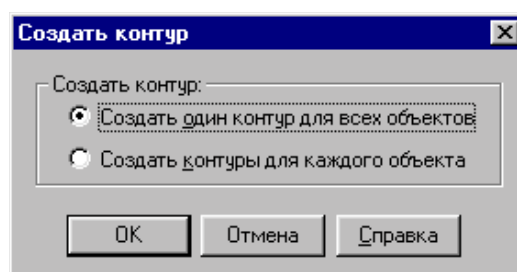 Создать контур
Создать контур:
Создать один контур для всех объектов
Создать контуры для каждого объекта
OK
Отмена
Справка